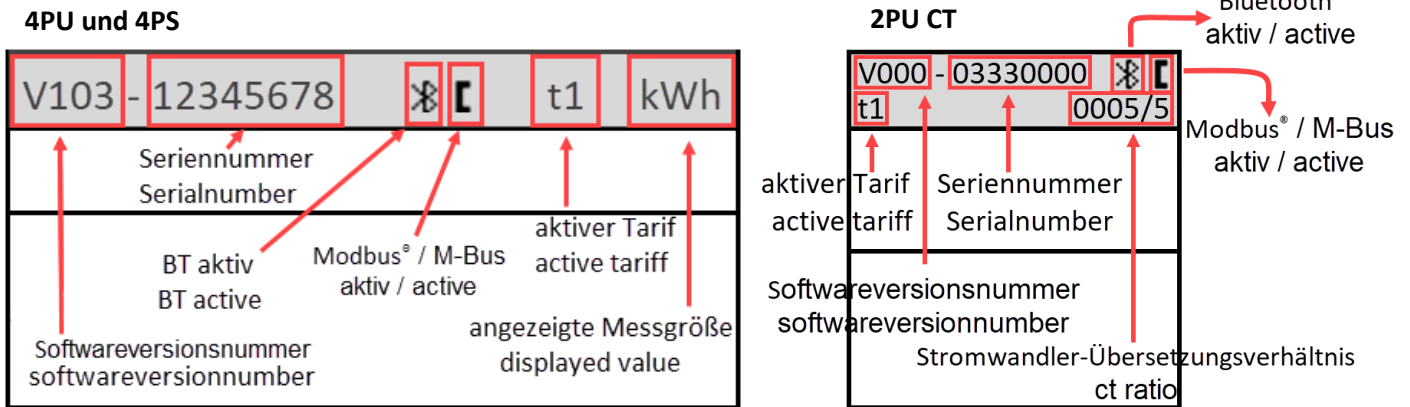 4PU und 4PS
V103 - 12345678 t1 kWh
Seriennummer
Serialnumber
BT aktiv
BT active
Modbus® / M-Bus
aktiv / active
aktiver Tarif
active tariff
Softwareversionsnummer
softwareversionnumber
angezeigte Messgröße
displayed value
2PU CT
Bluetooth
aktiv / active
V000 - 03330000
t1 0005/5
Modbus® / M-Bus
aktiv / active
aktiver Tarif
active tariff
Seriennummer
Serialnumber
Softwareversionsnummer
softwareversionnumber
Stromwandler-Übersetzungsverhältnis
ct ratio